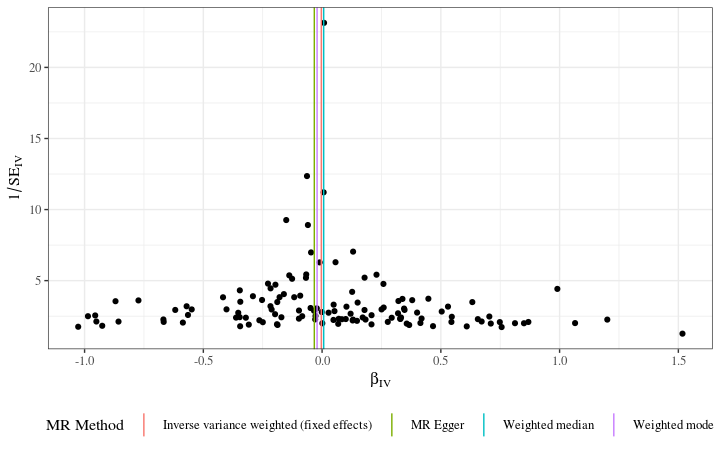 20
15
10
5
1/SE_IV
-1.0 -0.5 0.0 0.5 1.0 1.5
β_IV
MR Method Inverse variance weighted (fixed effects) MR Egger Weighted median Weighted mode